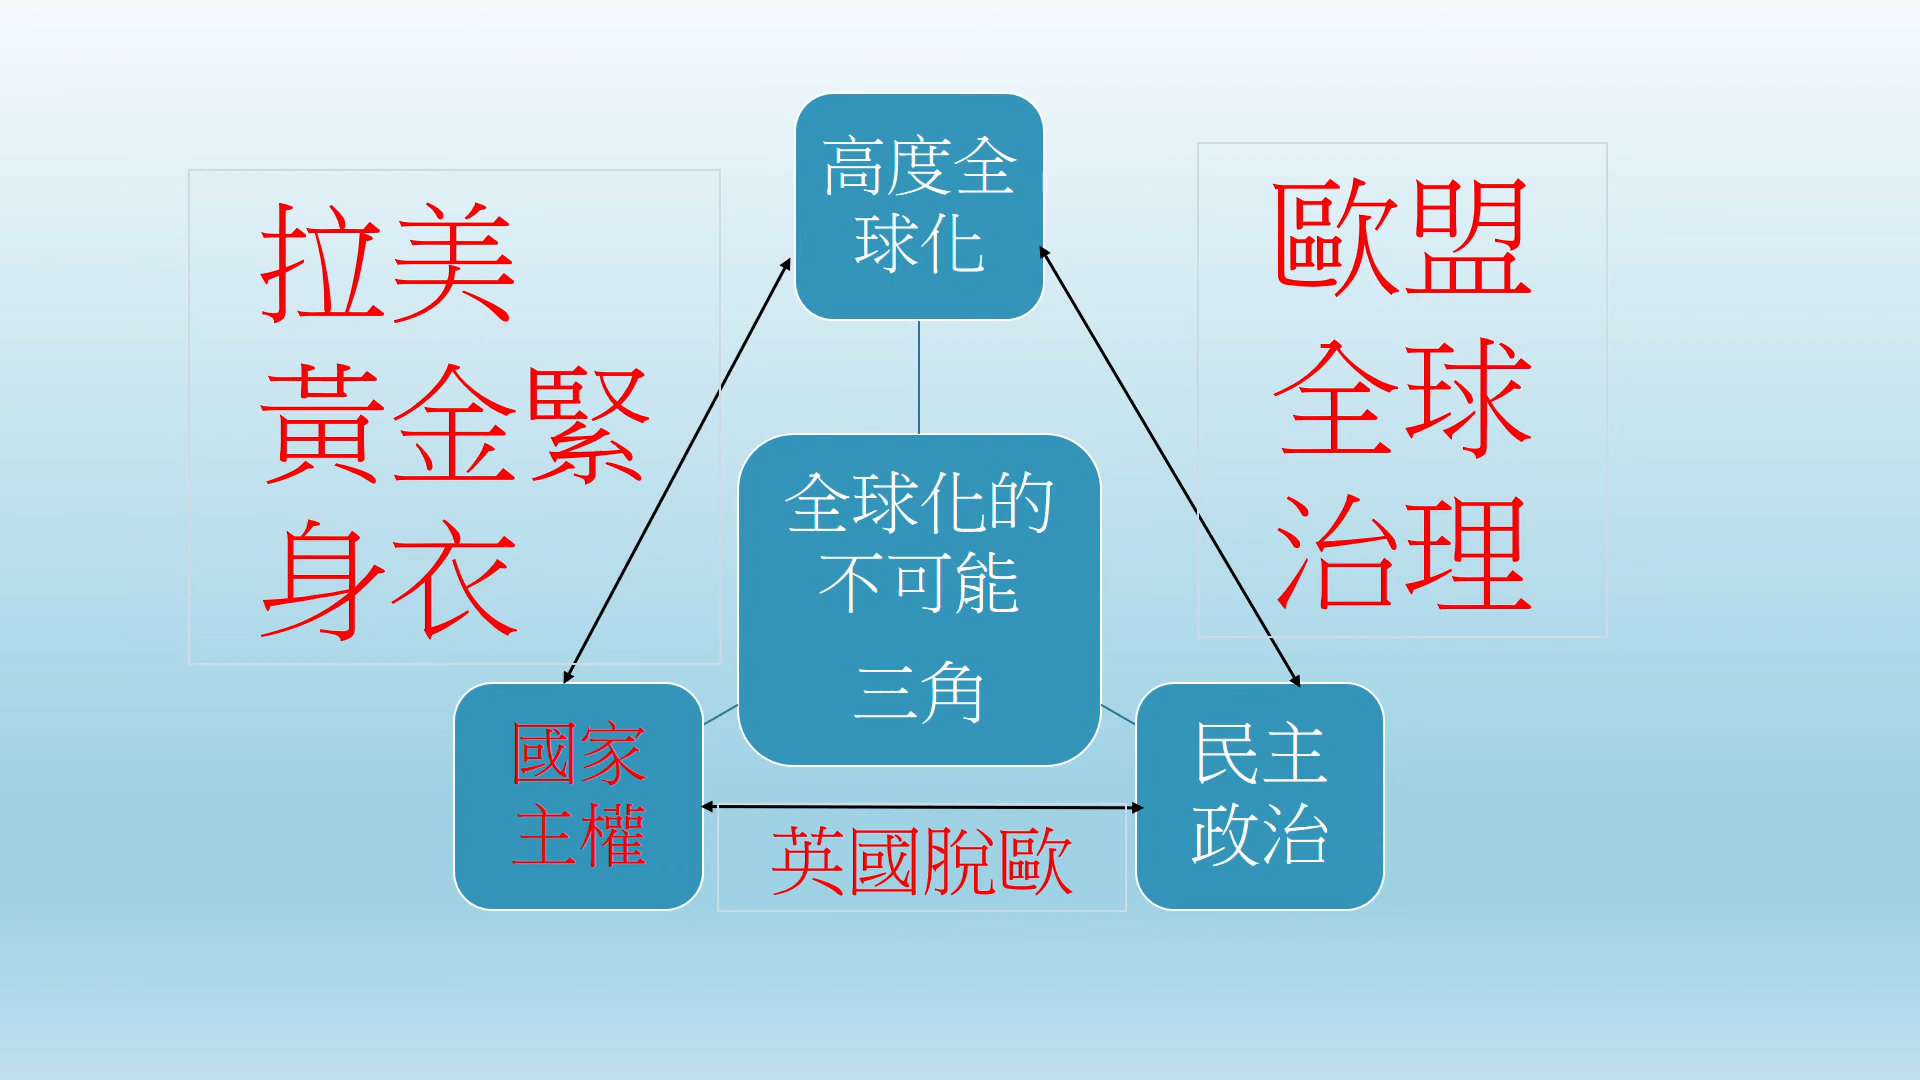 高度全
球化
拉美
黃金緊
身衣
歐盟
全球
治理
全球化的
不可能
三角
國家
主權
民主
政治
英國脫歐